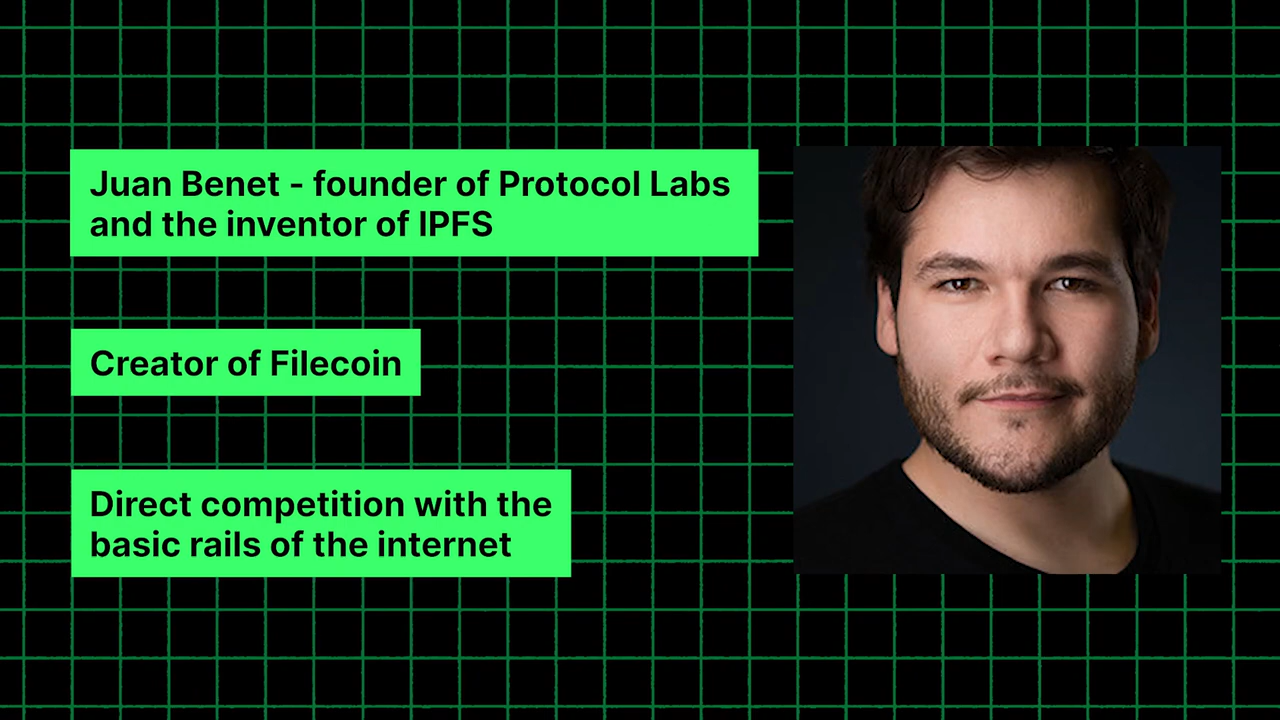 Juan Benet - founder of Protocol Labs
and the inventor of IPFS
Creator of Filecoin
Direct competition with the
basic rails of the internet